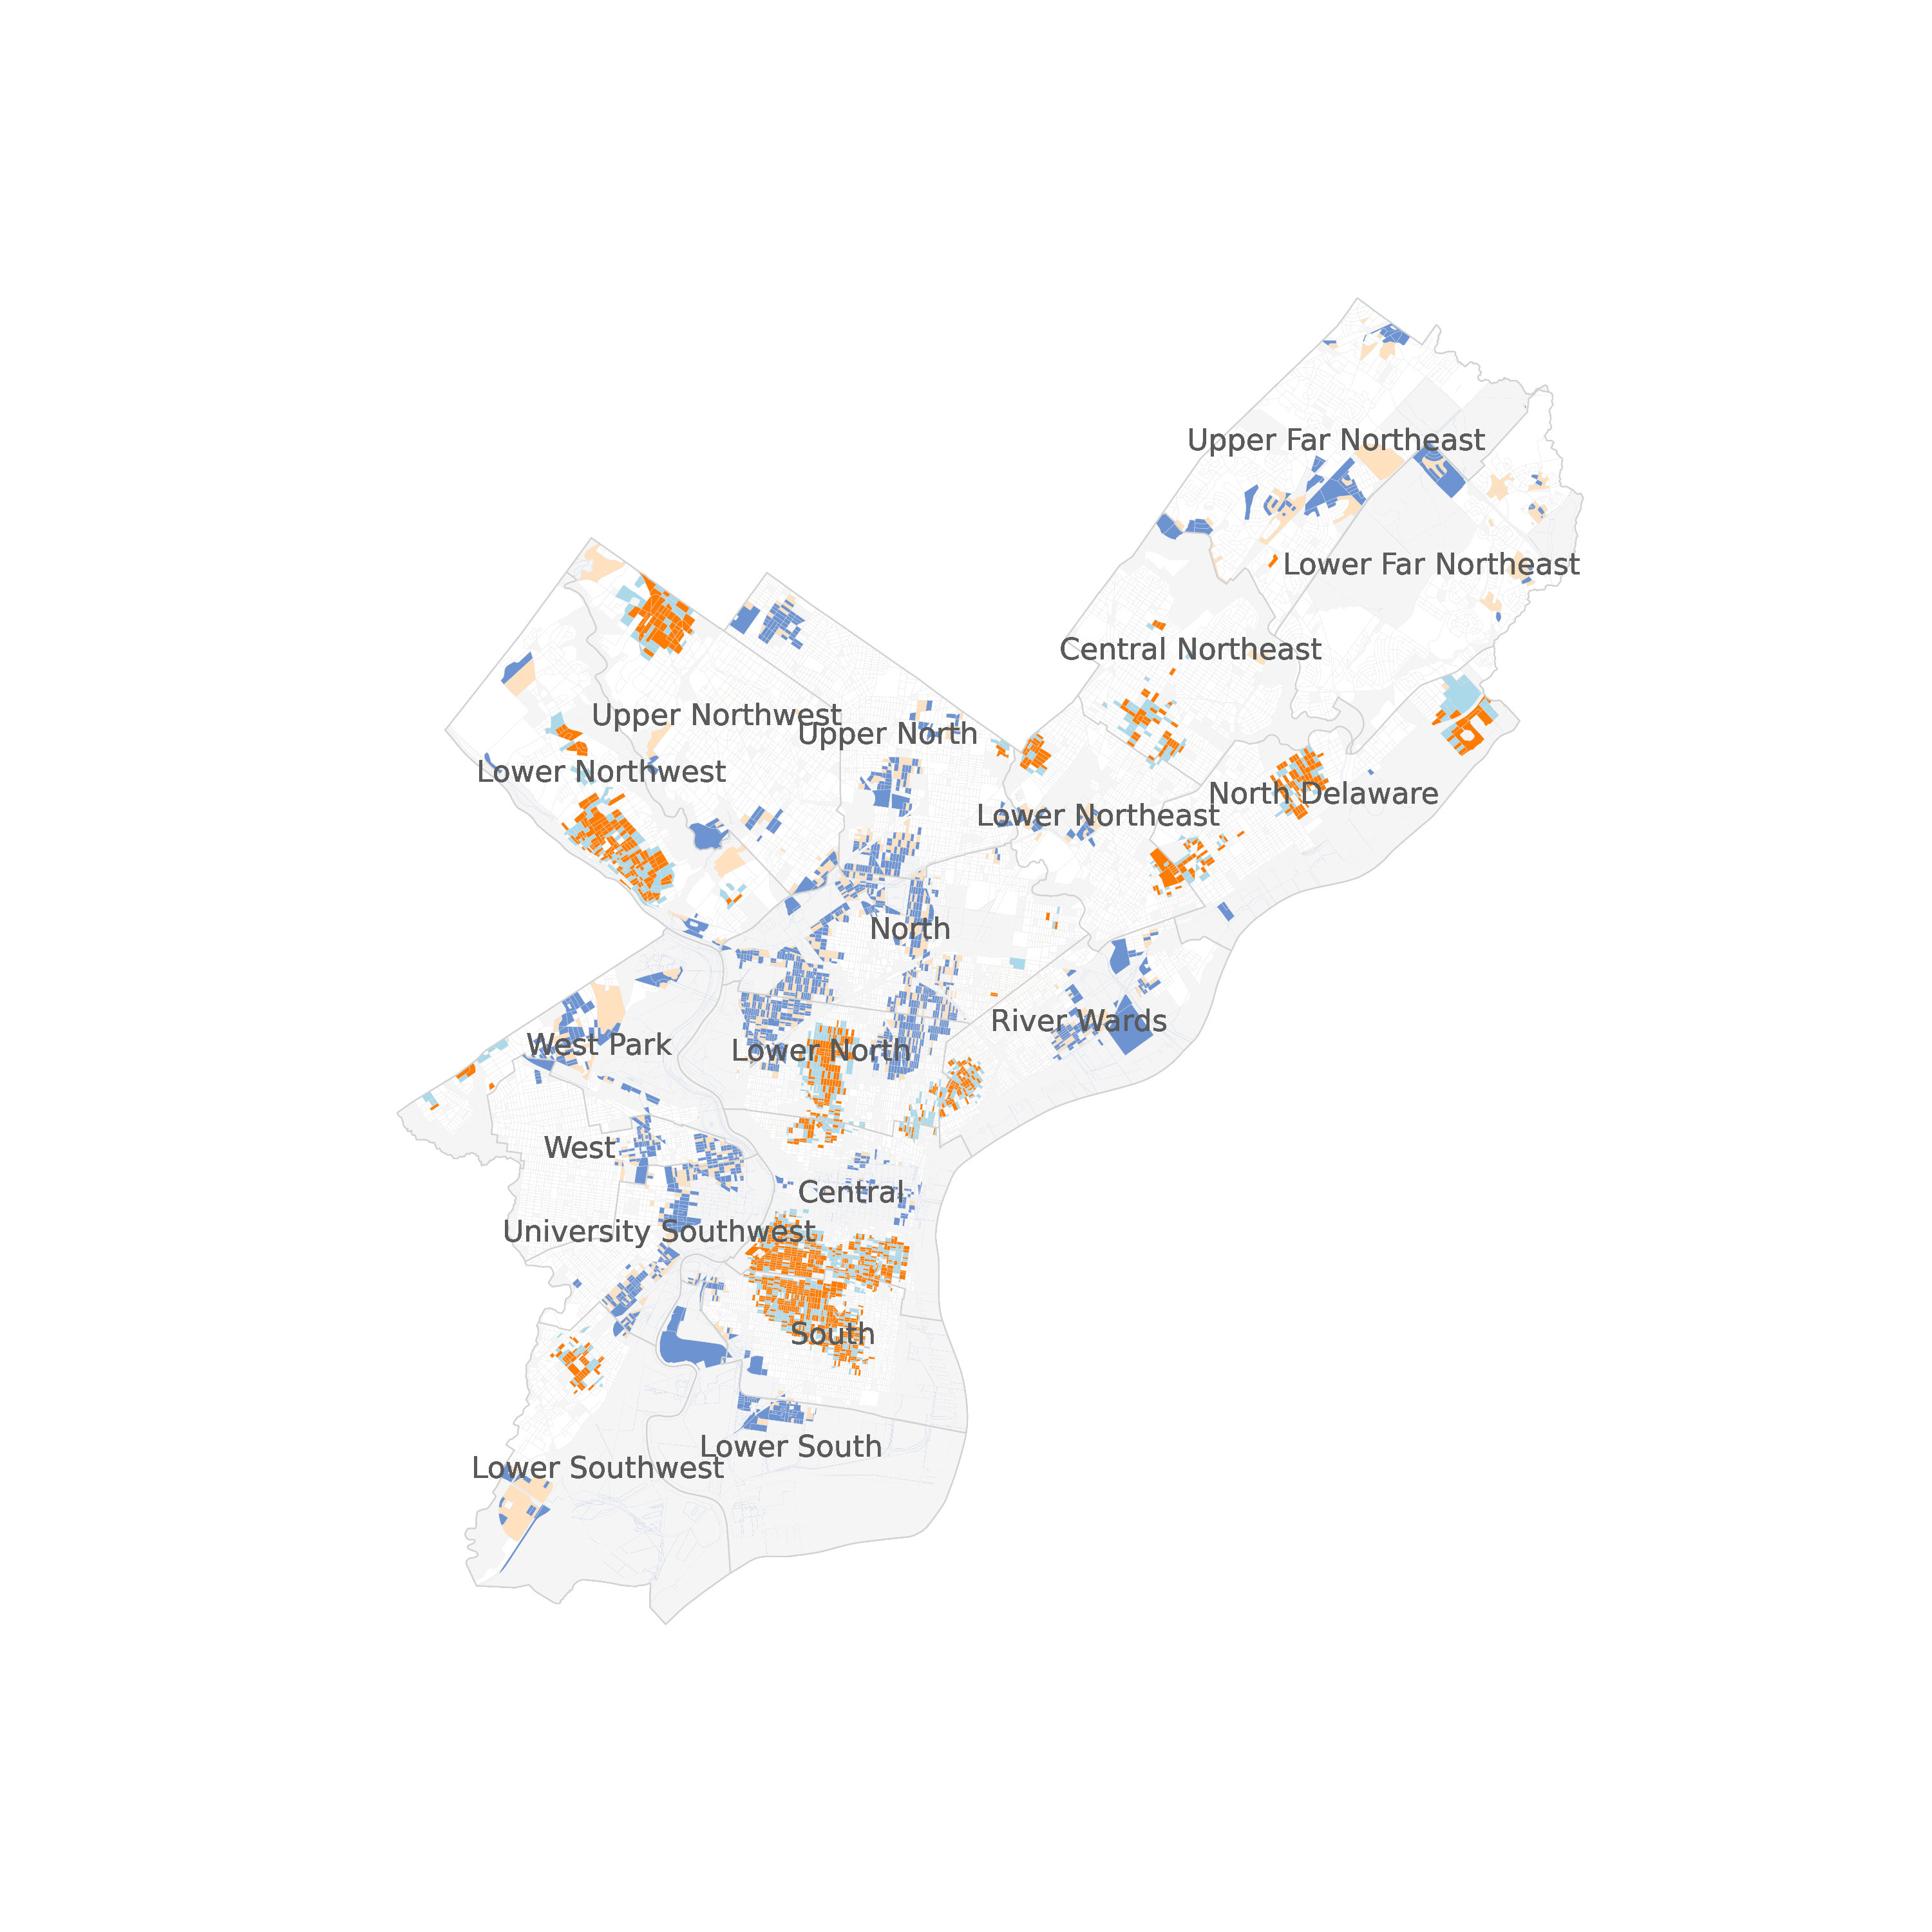 Upper Far Northeast
Lower Far Northeast
Central Northeast
Upper Northwest
Upper North
Lower Northwest
North Delaware
Lower Northeast
North
River Wards
West Park
Lower North
West
Central
University Southwest
South
Lower South
Lower Southwest